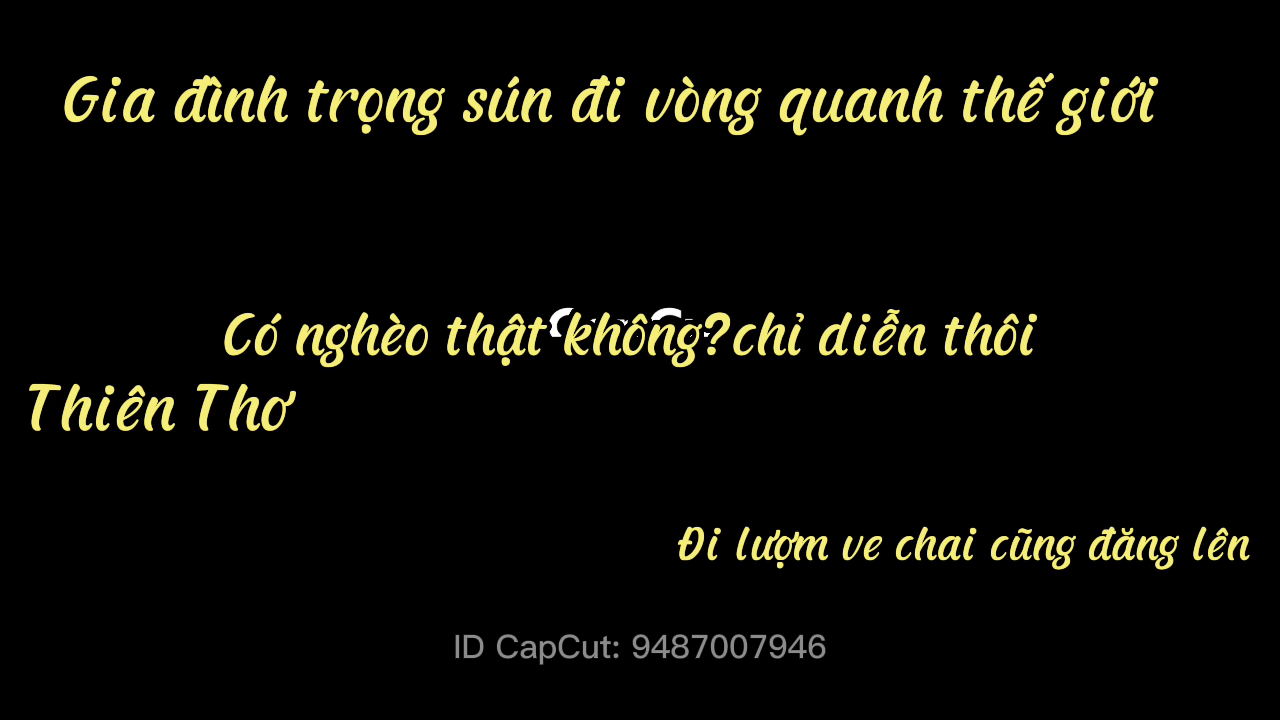 Gia đình trọng sún đi vòng quanh thế giới
Có nghèo thật không?chỉ diễn thôi
Thiên Thơ
Đi lượm ve chai cũng đăng lên
ID CapCut: 9487007946